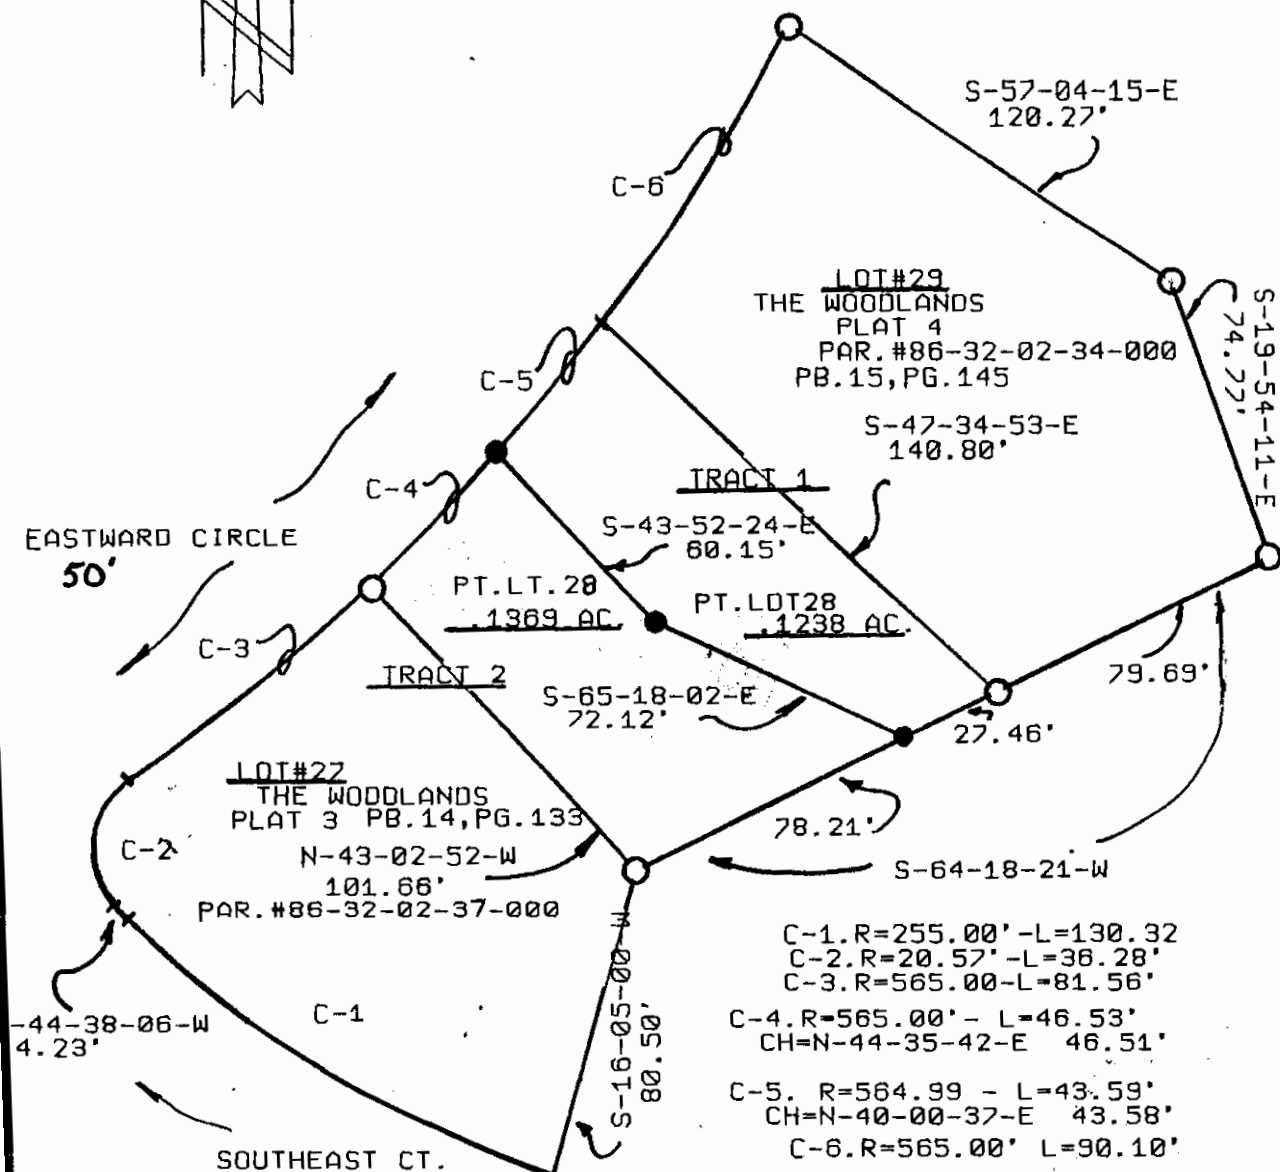 S-57-04-15-E
120.27'
C-6
LOT#29
THE WOODLANDS
PLAT 4
PAR.#86-32-02-34-000
PB.15,PG.145
S-19-54-11-E
74.77'
C-5
S-47-34-53-E
140.80'
TRACT 1
C-4
S-43-52-24-E
60.15'
EASTWARD CIRCLE
50'
PT.LT.28
.1369 AC.
PT.LOT28
.1238 AC.
C-3
TRACT 2
S-65-18-02-E
72.12'
79.69'
27.46'
LOT#27
THE WOODLANDS
PLAT 3 PB.14,PG.133
C-2
78.21'
N-43-02-52-W
101.66'
S-64-18-21-W
PAR.#86-32-02-37-000
S-16-05-00-W
80.50'
C-1
-44-38-06-W
4.23'
SOUTHEAST CT.
C-1.R=255.00'-L=130.32
C-2.R=20.57'-L=36.28'
C-3.R=565.00-L=81.56'
C-4.R=565.00'- L=46.53'
CH=N-44-35-42-E 46.51'
C-5. R=564.99 - L=43.59'
CH=N-40-00-37-E 43.58'
C-6.R=565.00' L=90.10'